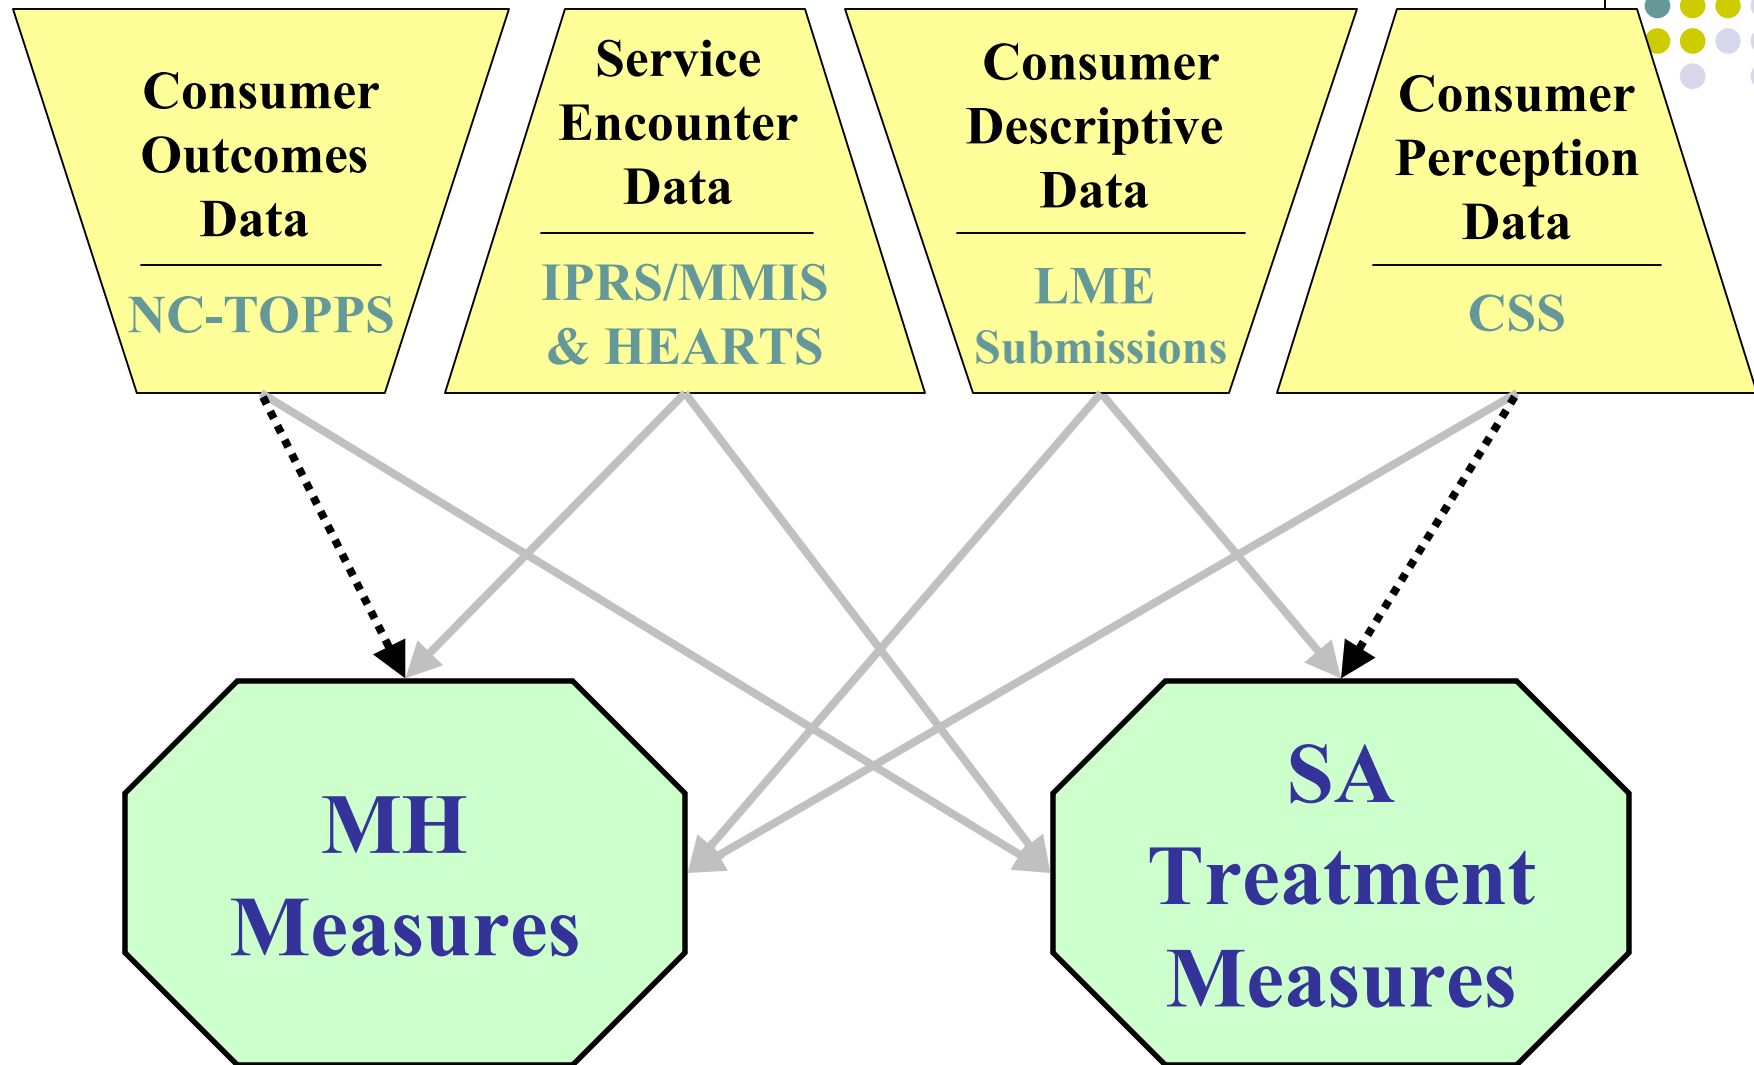 Consumer
Outcomes
Data
NC-TOPPS
Service
Encounter
Data
IPRS/MMIS
& HEARTS
Consumer
Descriptive
Data
LME
Submissions
Consumer
Perception
Data
CSS
MH
Measures
SA
Treatment
Measures